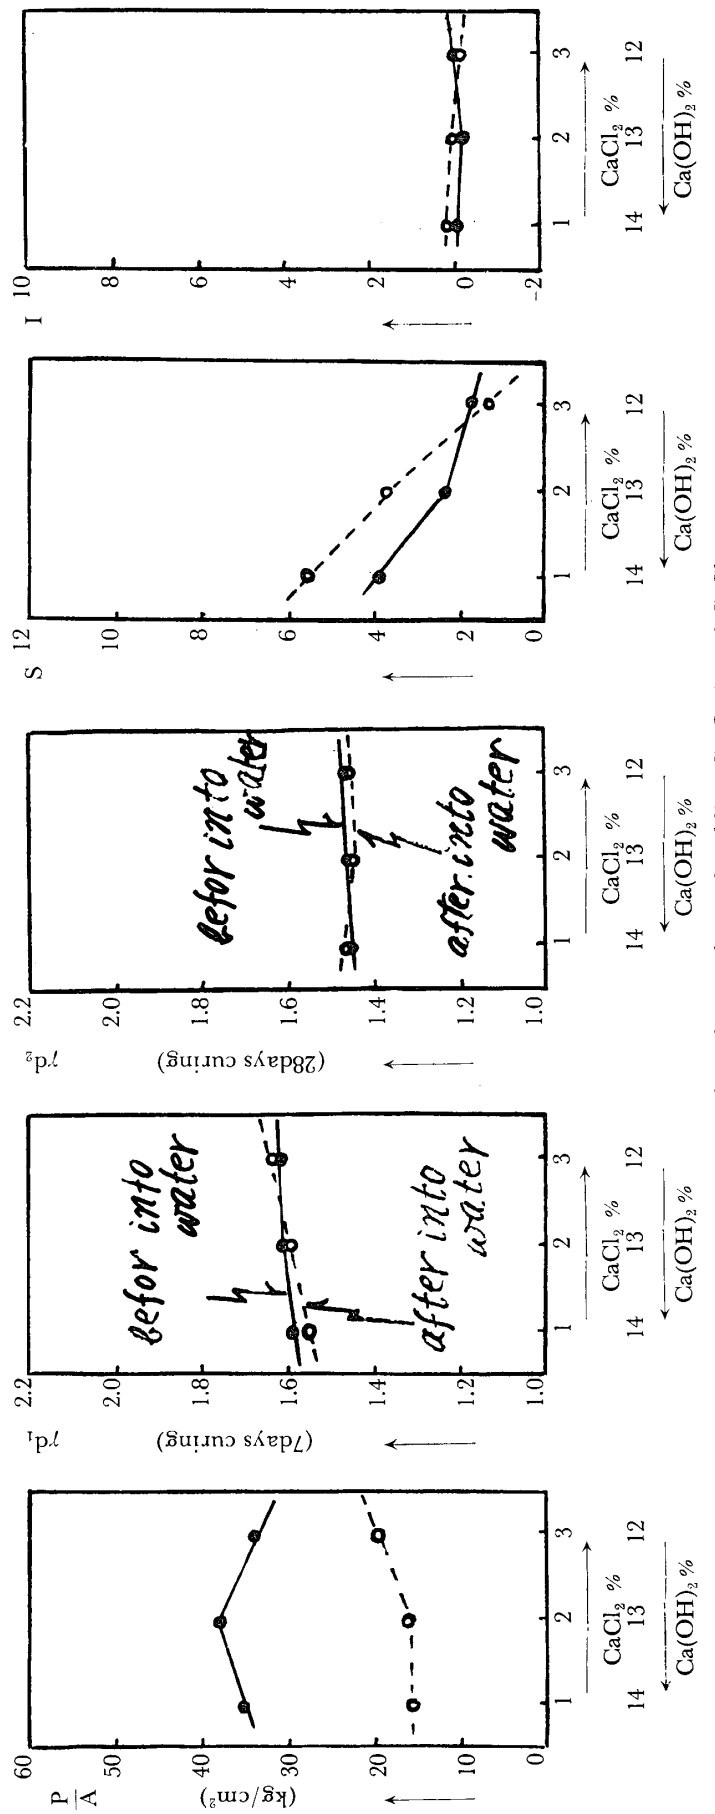 P/A
(kg/cm²)
60
40
30
20
10
0
1 2 3
CaCl₂ %
14 13 12
Ca(OH)₂ %
γd₁
(7days curing)
2.2
2.0
1.8
1.6
1.4
1.2
1.0
befor into
water
after into
water
1 2 3
CaCl₂ %
14 13 12
Ca(OH)₂ %
γd₂
(28days curing)
2.2
2.0
1.8
1.6
1.4
1.2
1.0
befor into
water
after into
water
1 2 3
CaCl₂ %
14 13 12
Ca(OH)₂ %
S
12
10
8
6
4
2
0
1 2 3
CaCl₂ %
14 13 12
Ca(OH)₂ %
I
10
8
6
4
2
0
-2
1 2 3
CaCl₂ %
14 13 12
Ca(OH)₂ %